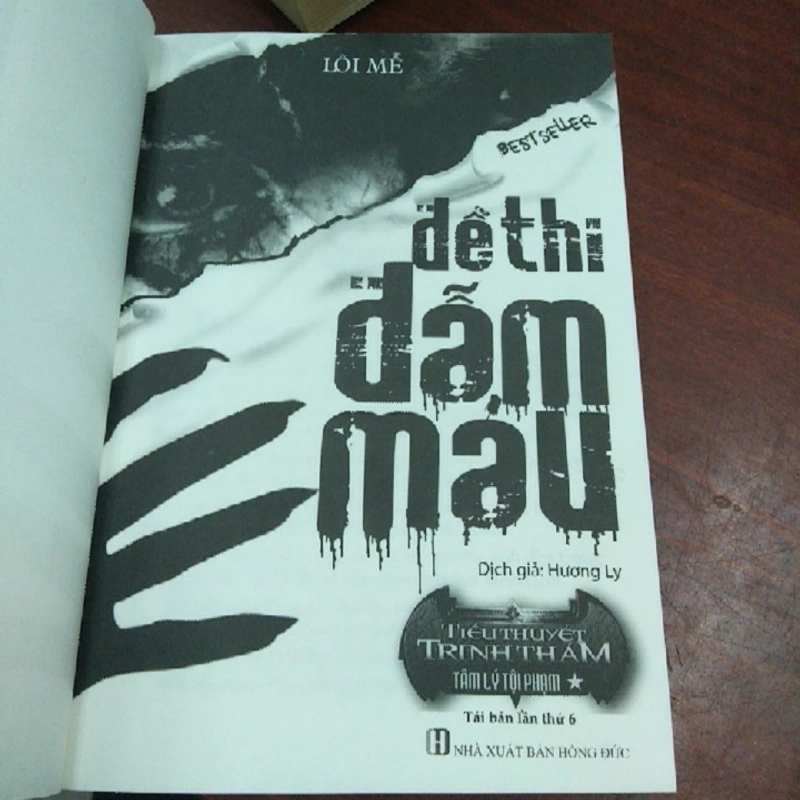 LÔI MỄ
BESTSELLER
đề thi
đẫm
máu
Dịch giả: Hương Ly
TIỂU THUYẾT
TRINH THÁM
TÂM LÝ TỘI PHẠM
Tái bản lần thứ 6
H NHÀ XUẤT BẢN HỒNG ĐỨC